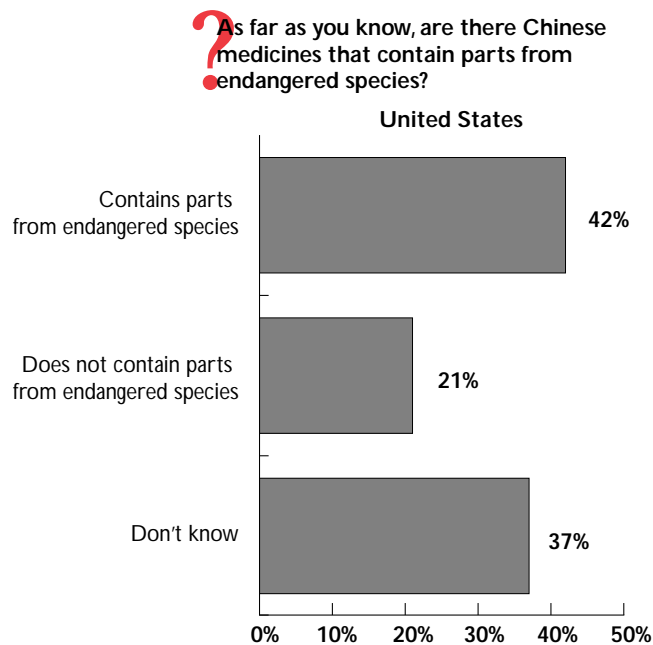 ?
As far as you know, are there Chinese
medicines that contain parts from
endangered species?
United States
Contains parts
from endangered species
42%
Does not contain parts
from endangered species
21%
Don't know
37%
0% 10% 20% 30% 40% 50%